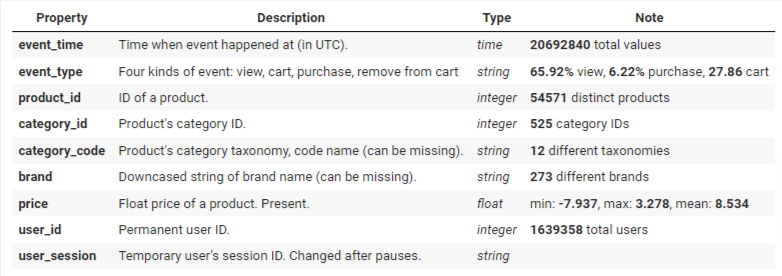 Property Description Type Note
event_time Time when event happened at (in UTC). time 20692840 total values
event_type Four kinds of event: view, cart, purchase, remove from cart string 65.92% view, 6.22% purchase, 27.86 cart
product_id ID of a product. integer 54571 distinct products
category_id Product's category ID. integer 525 category IDs
category_code Product's category taxonomy, code name (can be missing). string 12 different taxonomies
brand Downcased string of brand name (can be missing). string 273 different brands
price Float price of a product. Present. float min: -7.937, max: 3.278, mean: 8.534
user_id Permanent user ID. integer 1639358 total users
user_session Temporary user's session ID. Changed after pauses. string